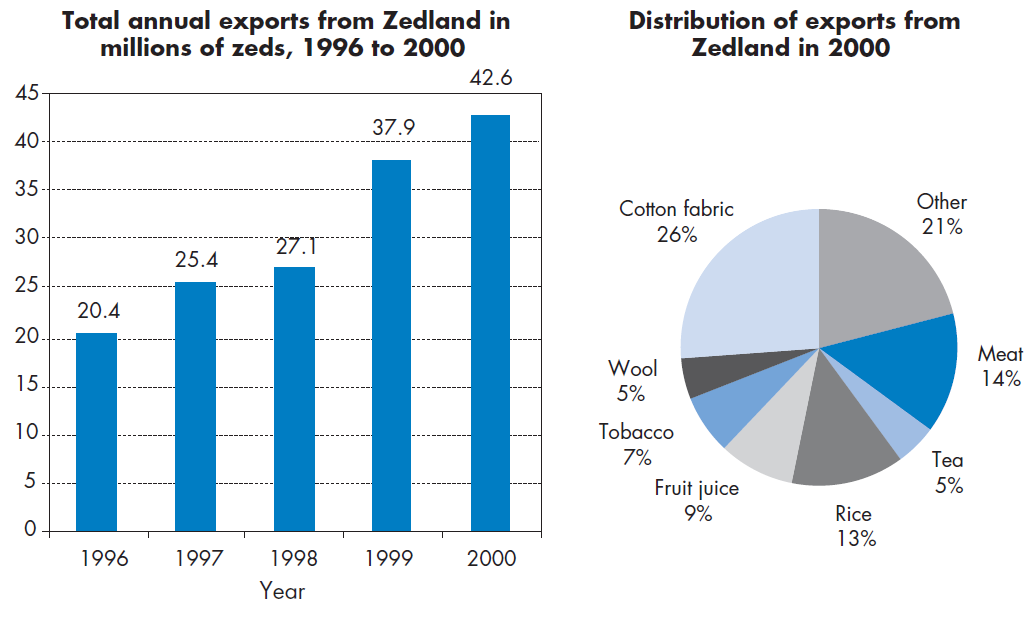 Total annual exports from Zedland in
millions of zeds, 1996 to 2000
45
40
35
30
25
20
15
10
5
0
20.4
25.4
27.1
37.9
42.6
1996
1997
1998
1999
2000
Year
Distribution of exports from
Zedland in 2000
Other
21%
Meat
14%
Tea
5%
Rice
13%
Fruit juice
9%
Tobacco
7%
Wool
5%
Cotton fabric
26%